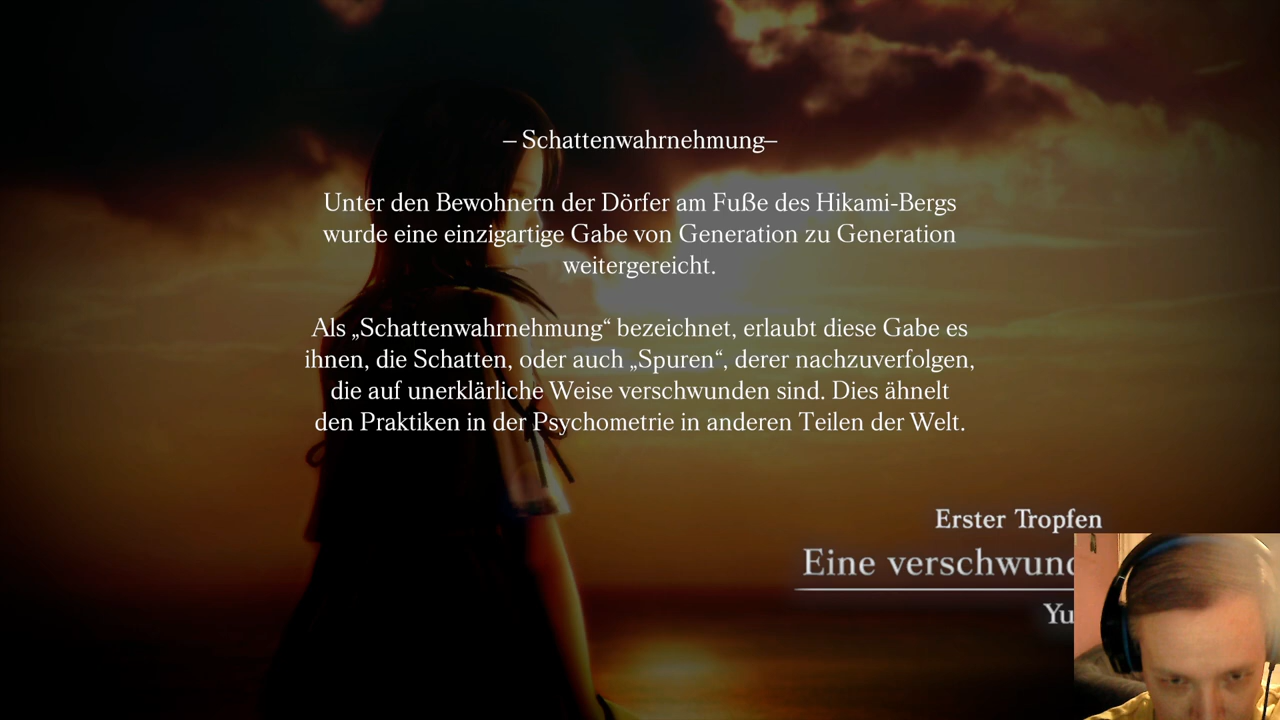 – Schattenwahrnehmung–
Unter den Bewohnern der Dörfer am Fuße des Hikami-Bergs
wurde eine einzigartige Gabe von Generation zu Generation
weitergereicht.
Als „Schattenwahrnehmung“ bezeichnet, erlaubt diese Gabe es
ihnen, die Schatten, oder auch „Spuren“, derer nachzuverfolgen,
die auf unerklärliche Weise verschwunden sind. Dies ähnelt
den Praktiken in der Psychometrie in anderen Teilen der Welt.
Erster Tropfen
Eine